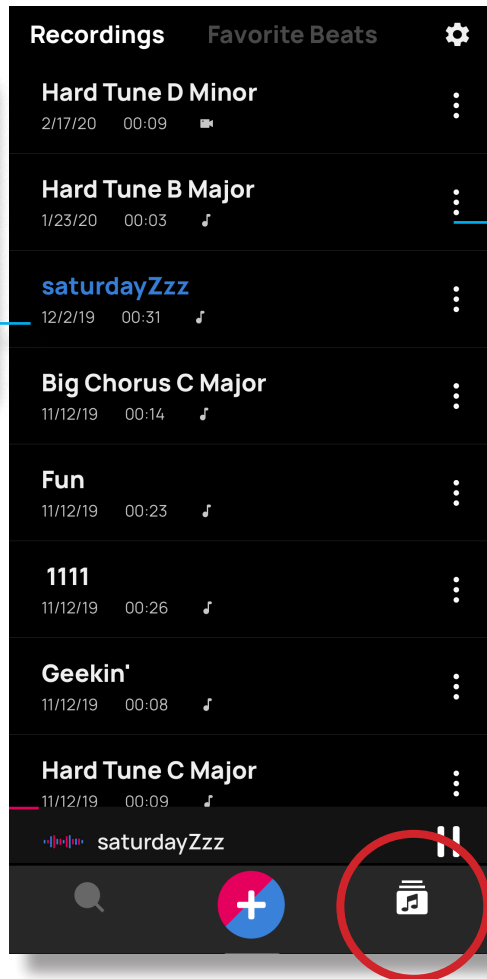 Recordings Favorite Beats
Hard Tune D Minor
2/17/20 00:09
Hard Tune B Major
1/23/20 00:03
saturdayZzz
12/2/19 00:31
Big Chorus C Major
11/12/19 00:14
Fun
11/12/19 00:23
1111
11/12/19 00:26
Geekin'
11/12/19 00:08
Hard Tune C Major
11/12/19 00:09
saturdayZzz